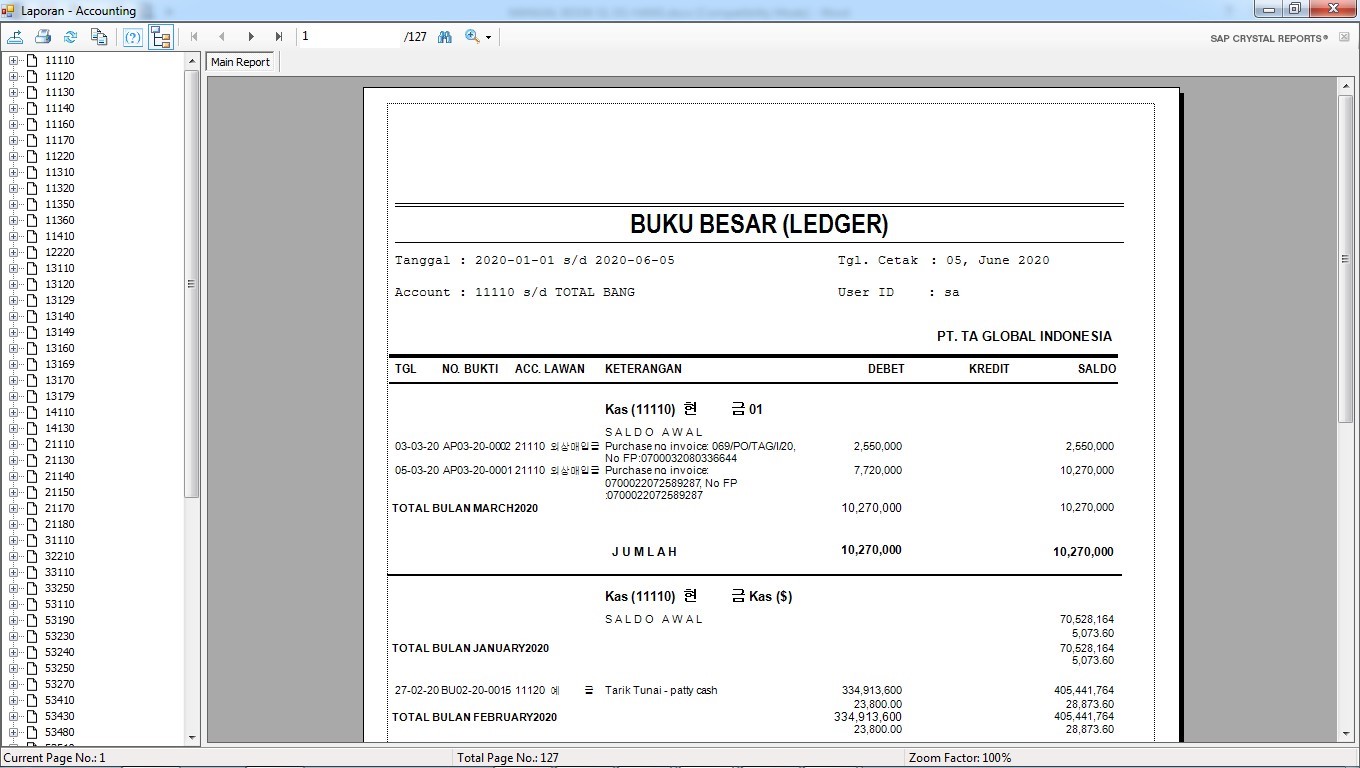 Laporan - Accounting
1 /127
SAP CRYSTAL REPORTS®
Main Report
11110
11120
11130
11140
11160
11170
11220
11310
11320
11350
11360
11410
12220
13110
13120
13129
13140
13149
13160
13169
13170
13179
14110
14130
21110
21130
21140
21150
21170
21180
31110
32210
33110
33250
53110
53190
53230
53240
53250
53270
53410
53430
53480
BUKU BESAR (LEDGER)
Tanggal : 2020-01-01 s/d 2020-06-05 Tgl. Cetak : 05, June 2020
Account : 11110 s/d TOTAL BANG User ID : sa
PT. TA GLOBAL INDONESIA
TGL NO. BUKTI ACC. LAWAN KETERANGAN DEBET KREDIT SALDO
Kas (11110) 현 금 01
SALDO AWAL
03-03-20 AP03-20-0002 21110 외상매입금 Purchase no invoice: 069/PO/TAG/I/20, 2,550,000 2,550,000
No FP:0700032080336644
05-03-20 AP03-20-0001 21110 외상매입금 Purchase no invoice: 7,720,000 10,270,000
0700022072589287, No FP
:0700022072589287
TOTAL BULAN MARCH2020 10,270,000 10,270,000
JUMLAH 10,270,000 10,270,000
Kas (11110) 현 금 Kas ($)
SALDO AWAL 70,528,164
5,073.60
TOTAL BULAN JANUARY2020 70,528,164
5,073.60
27-02-20 BU02-20-0015 11120 예 금 Tarik Tunai - patty cash 334,913,600 405,441,764
23,800.00 28,873.60
TOTAL BULAN FEBRUARY2020 334,913,600 405,441,764
23,800.00 28,873.60
Current Page No.: 1 Total Page No.: 127 Zoom Factor: 100%